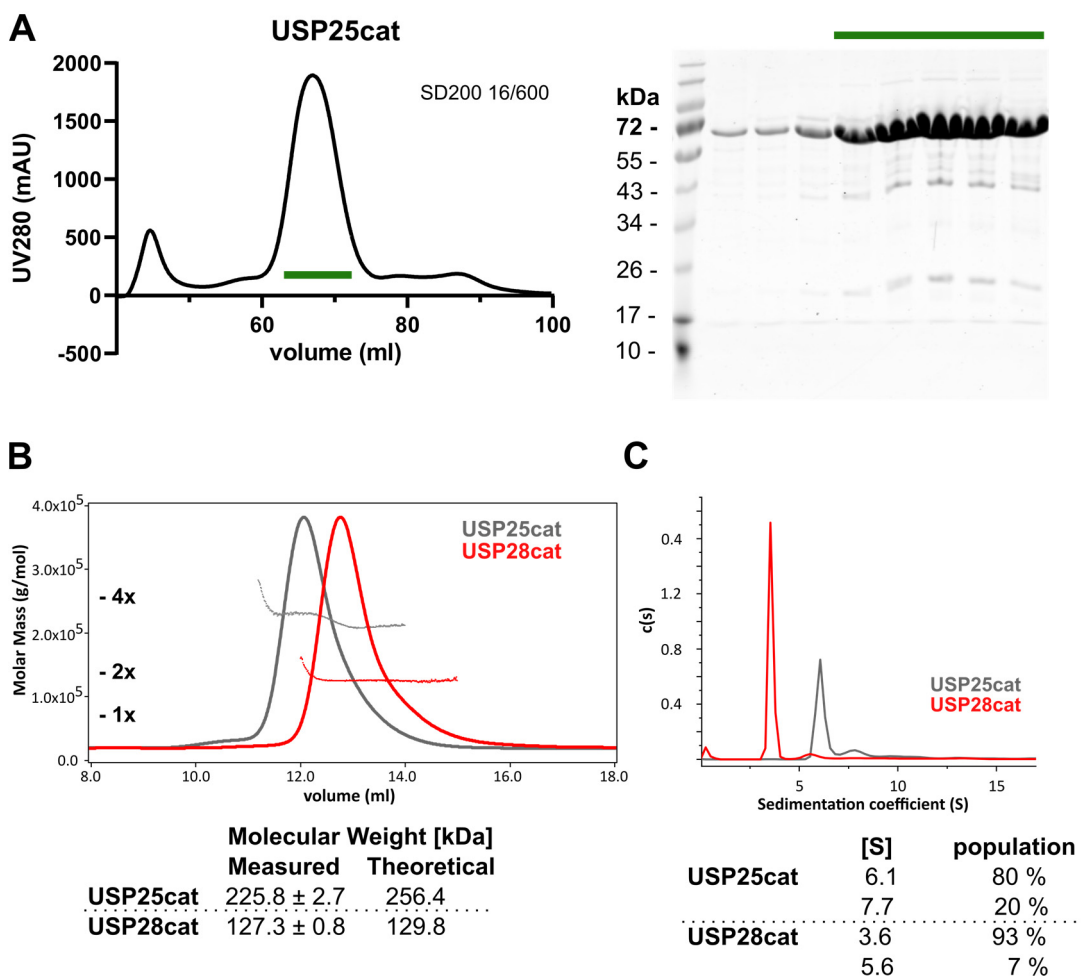 A
USP25cat
SD200 16/600
UV280 (mAU)
2000
1500
1000
500
0
-500
60
80
100
volume (ml)
kDa
72 -
55 -
43 -
34 -
26 -
17 -
10 -
B
Molar Mass (g/mol)
4.0x10⁵
3.0x10⁵
2.0x10⁵
1.0x10⁵
0.0
- 4x
- 2x
- 1x
USP25cat
USP28cat
8.0
10.0
12.0
14.0
16.0
18.0
volume (ml)
Molecular Weight [kDa]
Measured Theoretical
USP25cat 225.8 ± 2.7 256.4
USP28cat 127.3 ± 0.8 129.8
C
c(s)
0.4
1.2
0.8
0.4
USP25cat
USP28cat
5
10
15
Sedimentation coefficient (S)
[S] population
USP25cat 6.1 80 %
7.7 20 %
USP28cat 3.6 93 %
5.6 7 %